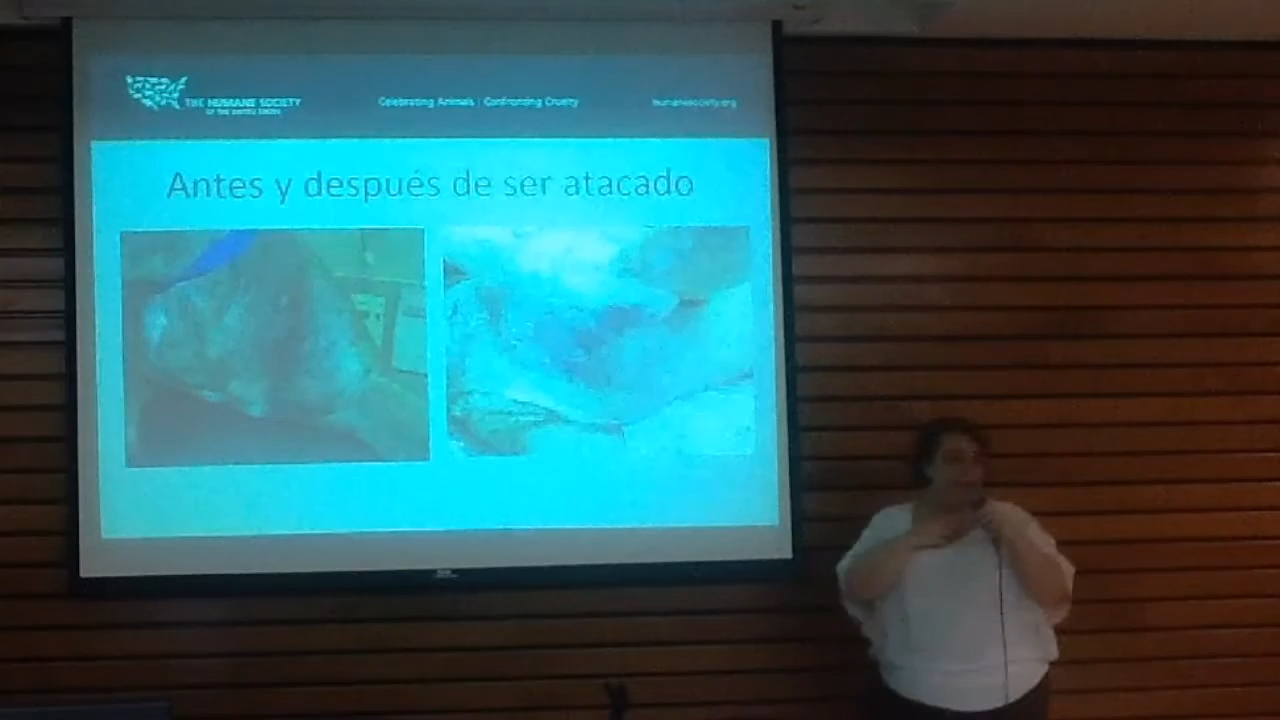 THE HUMANE SOCIETY
OF THE UNITED STATES
Celebrating Animals | Confronting Cruelty
humanesociety.org
Antes y después de ser atacado